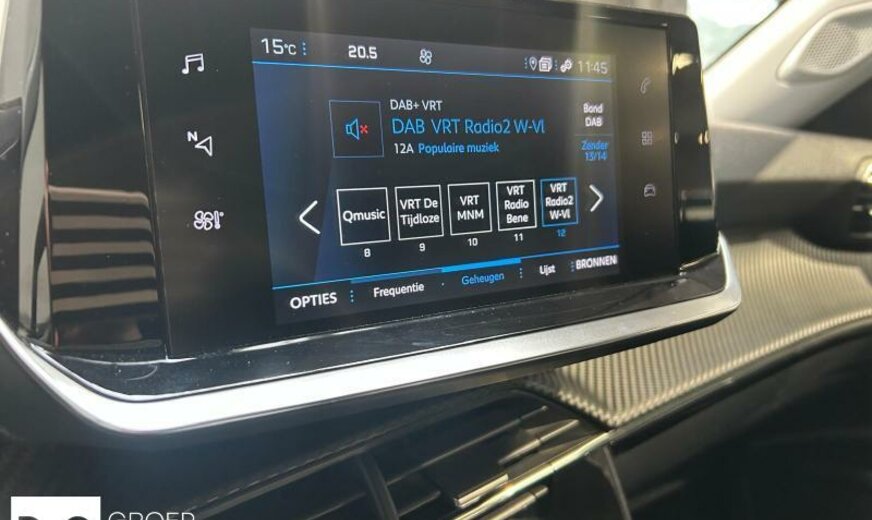 15°C 20.5 11:45
DAB+ VRT
DAB VRT Radio2 W-Vl
12A Populaire muziek
Band
DAB
Zender
13/14
N
Qmusic
8
VRT De
Tijdloze
9
VRT
MNM
10
VRT
Radio
Bene
11
VRT
Radio2
W-Vl
12
OPTIES Frequentie Geheugen Lijst BRONNEN
GROEP